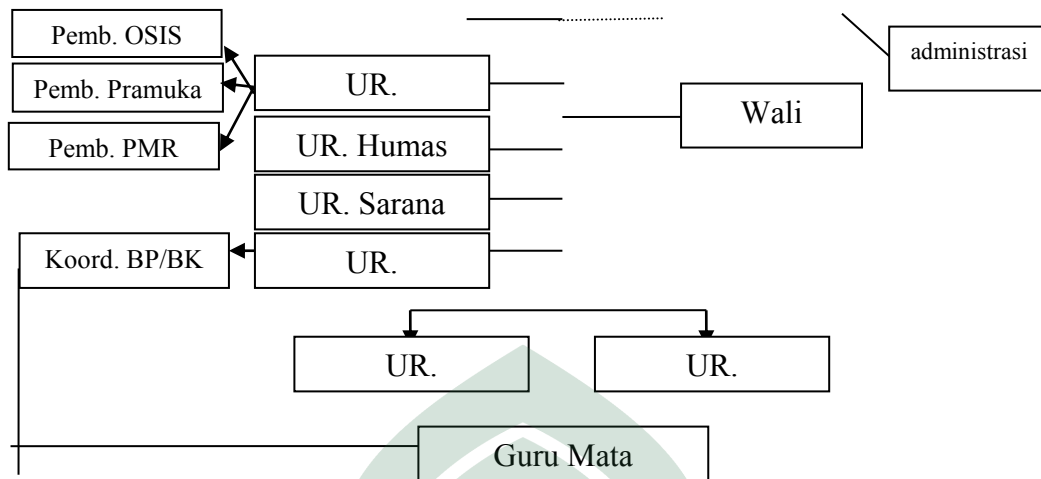 Pemb. OSIS
administrasi
Pemb. Pramuka
UR.
Wali
Pemb. PMR
UR. Humas
UR. Sarana
Koord. BP/BK
UR.
UR.
UR.
Guru Mata